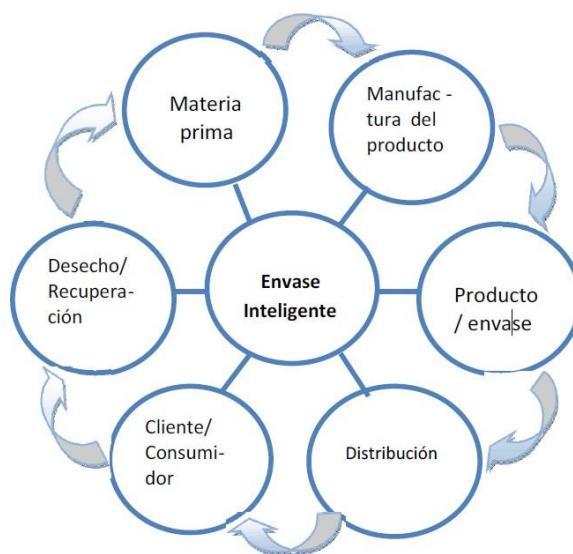 Materia
prima
Manufac -
tura del
producto
Producto
/ envase
Distribución
Cliente/
Consumi-
dor
Desecho/
Recupera-
ción
Envase
Inteligente